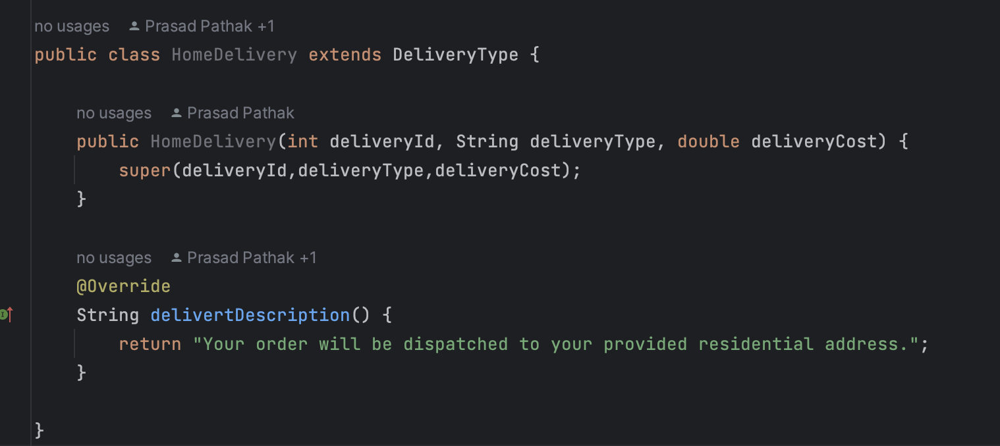 no usages Prasad Pathak +1
public class HomeDelivery extends DeliveryType {
no usages Prasad Pathak
public HomeDelivery(int deliveryId, String deliveryType, double deliveryCost) {
super(deliveryId,deliveryType,deliveryCost);
}
no usages Prasad Pathak +1
@Override
String delivertDescription() {
return "Your order will be dispatched to your provided residential address.";
}
}